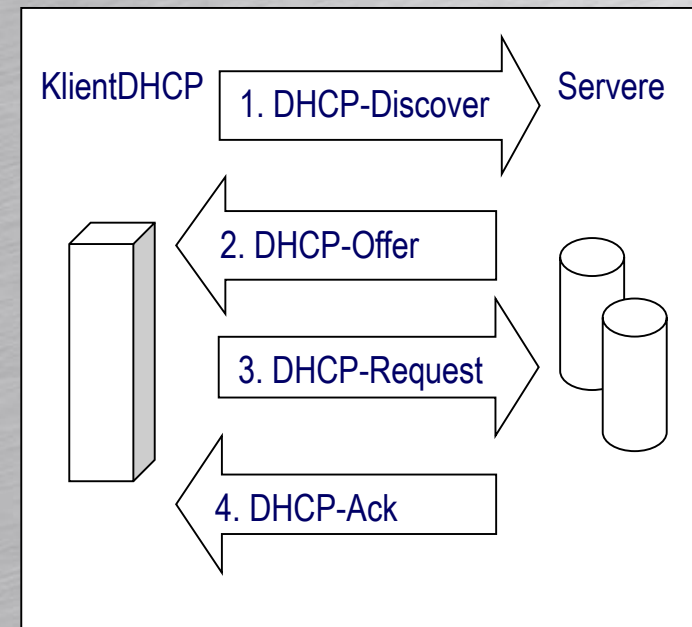 KlientDHCP
1. DHCP-Discover
Servere
2. DHCP-Offer
3. DHCP-Request
4. DHCP-Ack